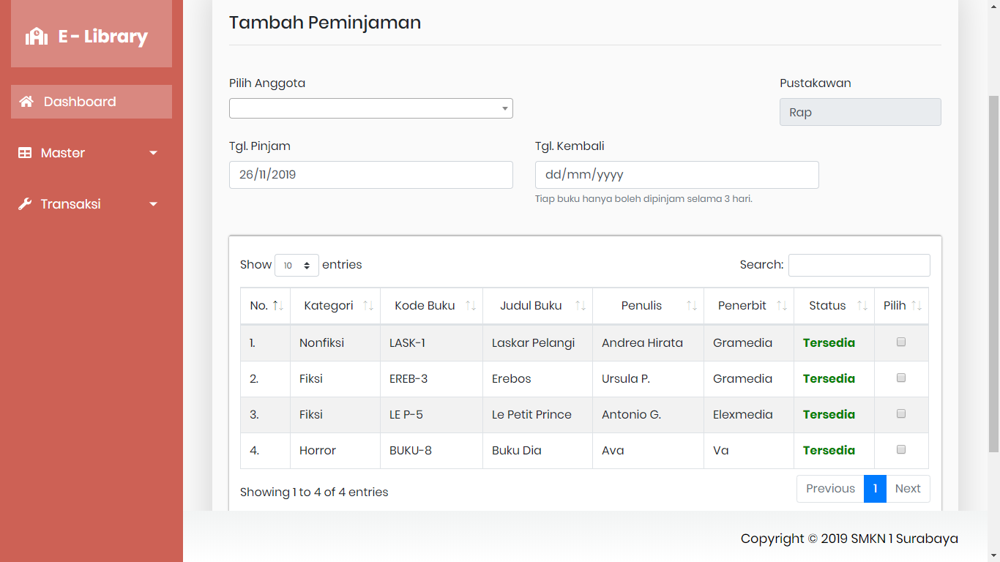 E - Library
Dashboard
Master
Transaksi
Tambah Peminjaman
Pilih Anggota
Pustakawan
Rap
Tgl. Pinjam
Tgl. Kembali
26/11/2019
dd/mm/yyyy
Tiap buku hanya boleh dipinjam selama 3 hari.
Show 10 entries
Search:
No. Kategori Kode Buku Judul Buku Penulis Penerbit Status Pilih
1. Nonfiksi LASK-1 Laskar Pelangi Andrea Hirata Gramedia Tersedia
2. Fiksi EREB-3 Erebos Ursula P. Gramedia Tersedia
3. Fiksi LE P-5 Le Petit Prince Antonio G. Elexmedia Tersedia
4. Horror BUKU-8 Buku Dia Ava Va Tersedia
Showing 1 to 4 of 4 entries
Previous 1 Next
Copyright © 2019 SMKN 1 Surabaya